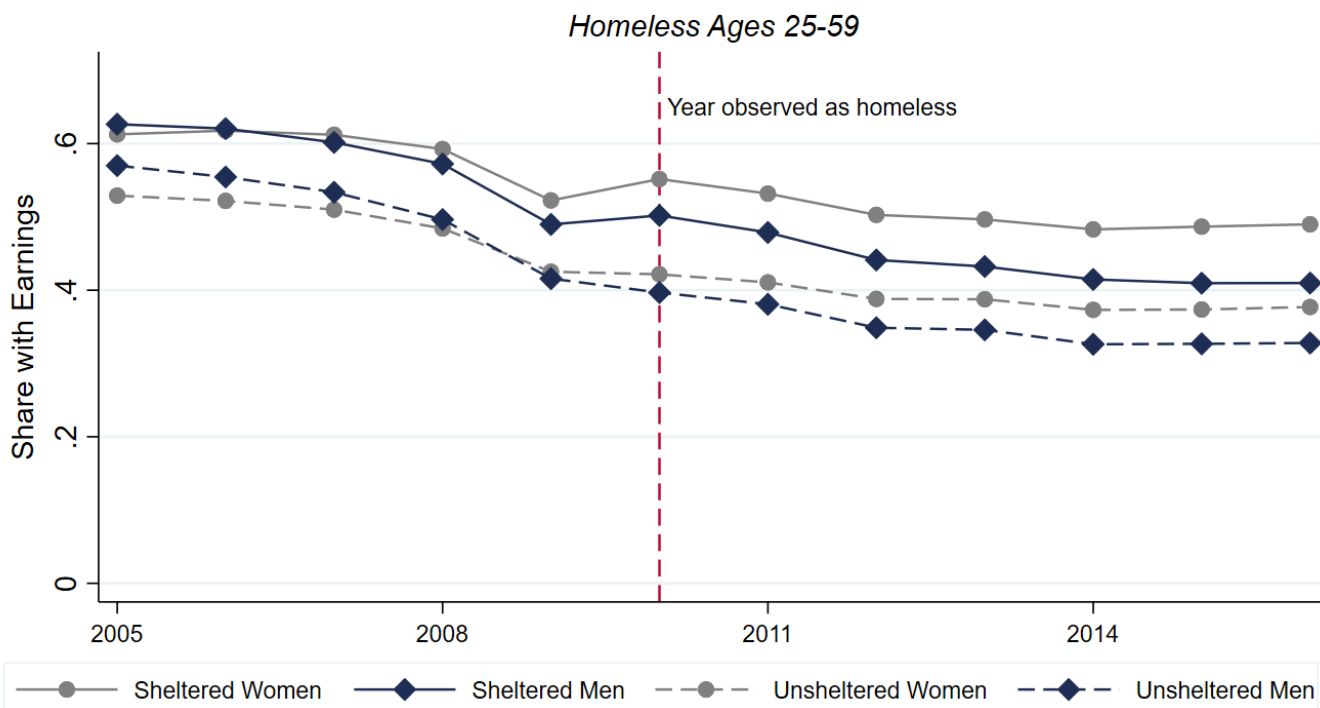 Homeless Ages 25-59
Year observed as homeless
Share with Earnings
.6
.4
.2
0
2005 2008 2011 2014
Sheltered Women Sheltered Men Unsheltered Women Unsheltered Men